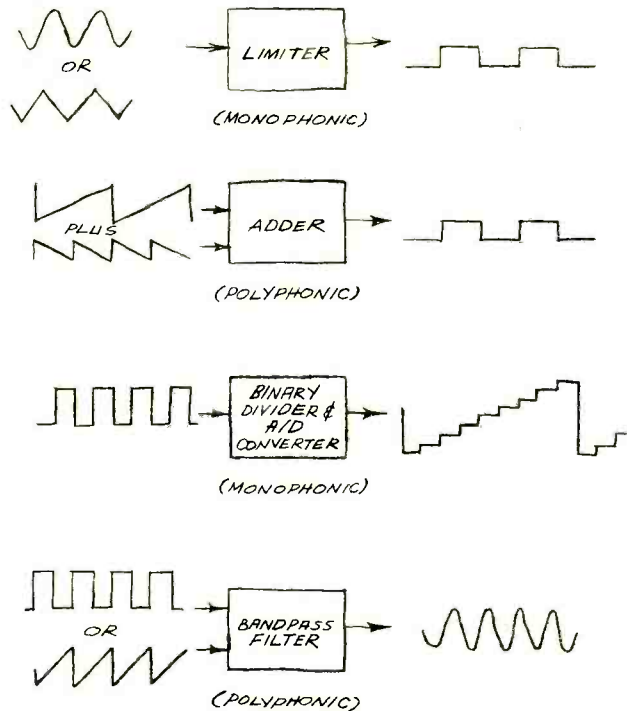 OR
LIMITER
(MONOPHONIC)
PLUS
ADDER
(POLYPHONIC)
BINARY
DIVIDER &
A/D
CONVERTER
(MONOPHONIC)
OR
BANDPASS
FILTER
(POLYPHONIC)